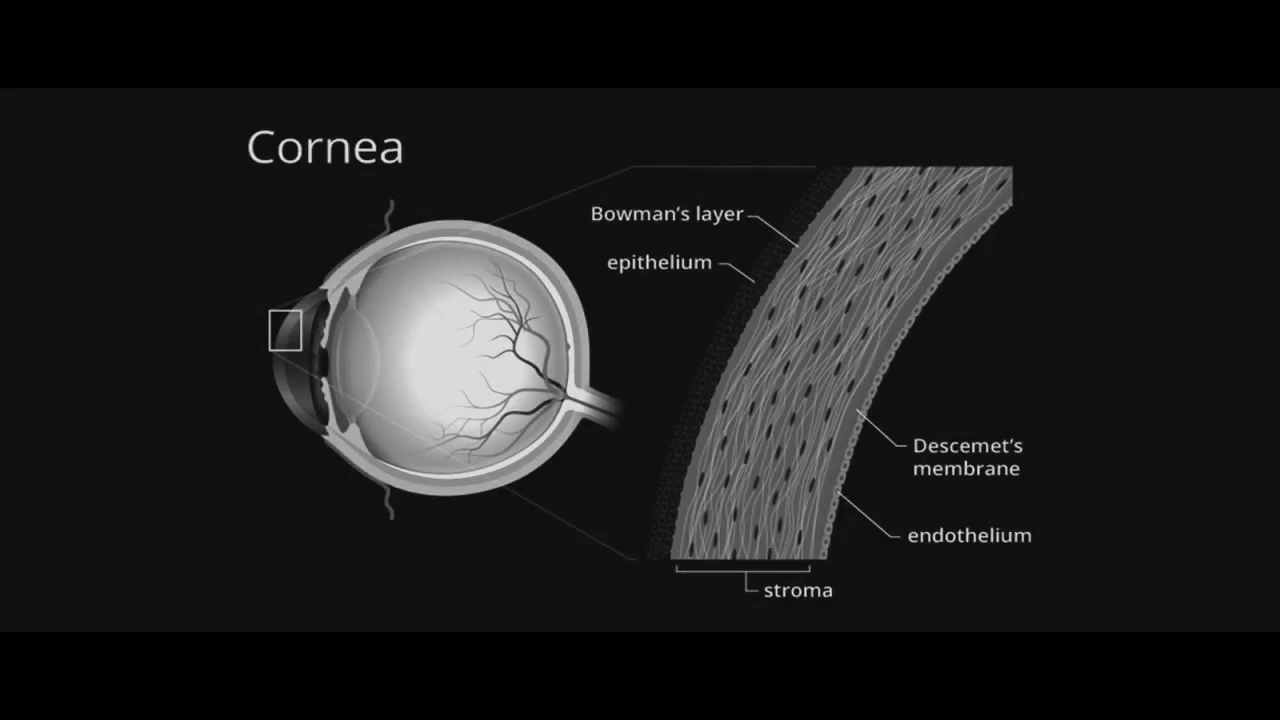 Cornea
Bowman's layer
epithelium
Descemet's
membrane
endothelium
stroma